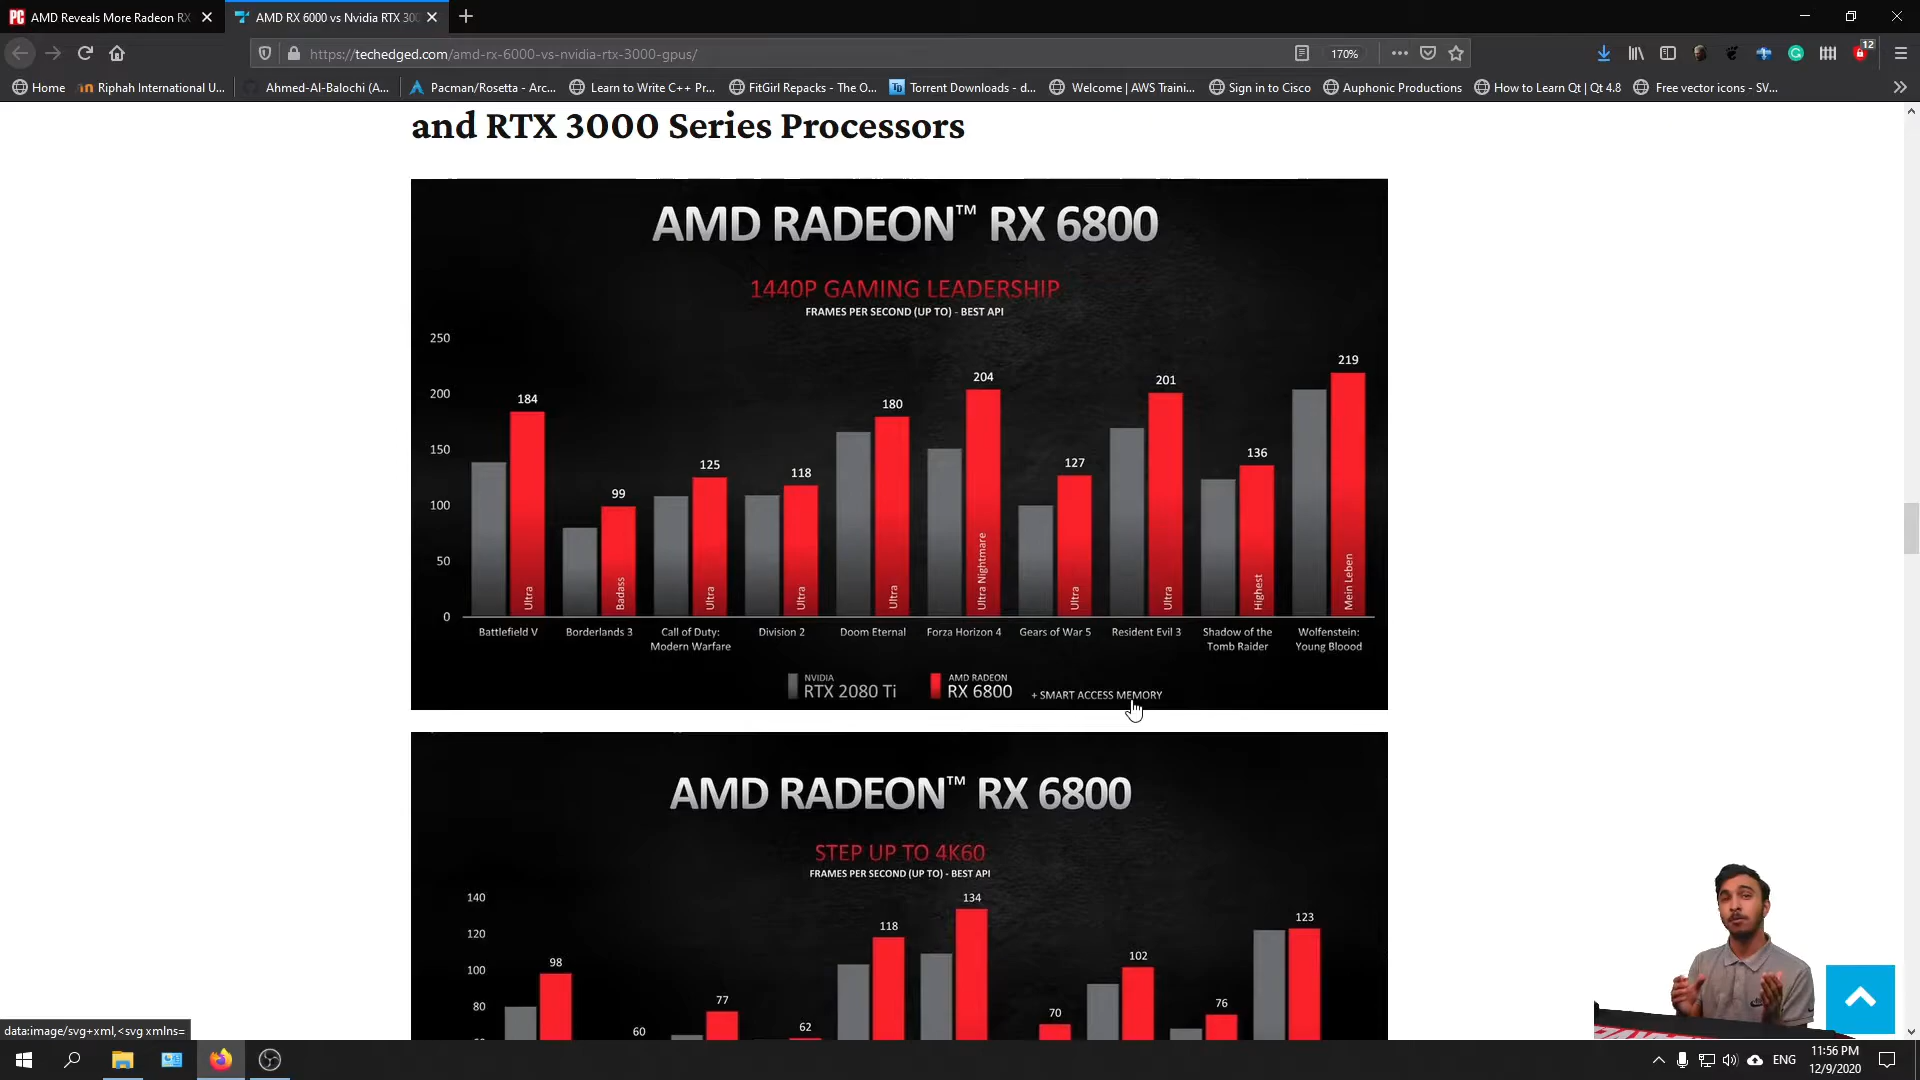 AMD Reveals More Radeon RX
AMD RX 6000 vs Nvidia RTX 300
https://techedged.com/amd-rx-6000-vs-nvidia-rtx-3000-gpus/
170%
12
Home
Riphah International U...
Ahmed-Al-Balochi (A...
Pacman/Rosetta - Arc...
Learn to Write C++ Pr...
FitGirl Repacks - The O...
Torrent Downloads - d...
Welcome | AWS Traini...
Sign in to Cisco
Auphonic Productions
How to Learn Qt | Qt 4.8
Free vector icons - SV...
and RTX 3000 Series Processors
AMD RADEON™ RX 6800
1440P GAMING LEADERSHIP
FRAMES PER SECOND (UP TO) - BEST API
250
200
150
100
50
0
184
99
125
118
180
204
127
201
136
219
Ultra
Badass
Ultra
Ultra
Ultra
Ultra Nightmare
Ultra
Ultra
Highest
Mein Leben
Battlefield V
Borderlands 3
Call of Duty:
Modern Warfare
Division 2
Doom Eternal
Forza Horizon 4
Gears of War 5
Resident Evil 3
Shadow of the
Tomb Raider
Wolfenstein:
Young Bloood
NVIDIA
RTX 2080 Ti
AMD RADEON
RX 6800
+ SMART ACCESS MEMORY
AMD RADEON™ RX 6800
STEP UP TO 4K60
FRAMES PER SECOND (UP TO) - BEST API
140
120
100
80
98
60
77
62
118
134
70
102
76
123
data:image/svg+xml,<svg xmlns=
ENG
11:56 PM
12/9/2020